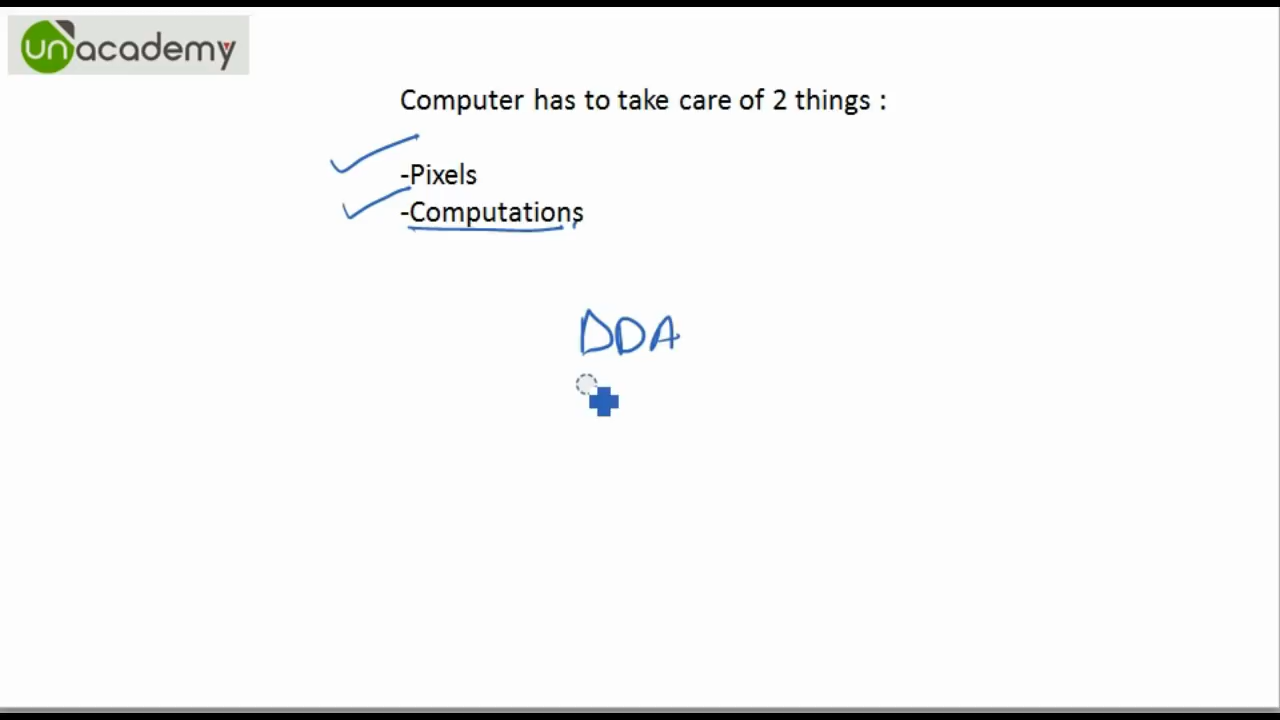 unacademy
Computer has to take care of 2 things :
-Pixels
-Computations
DDA